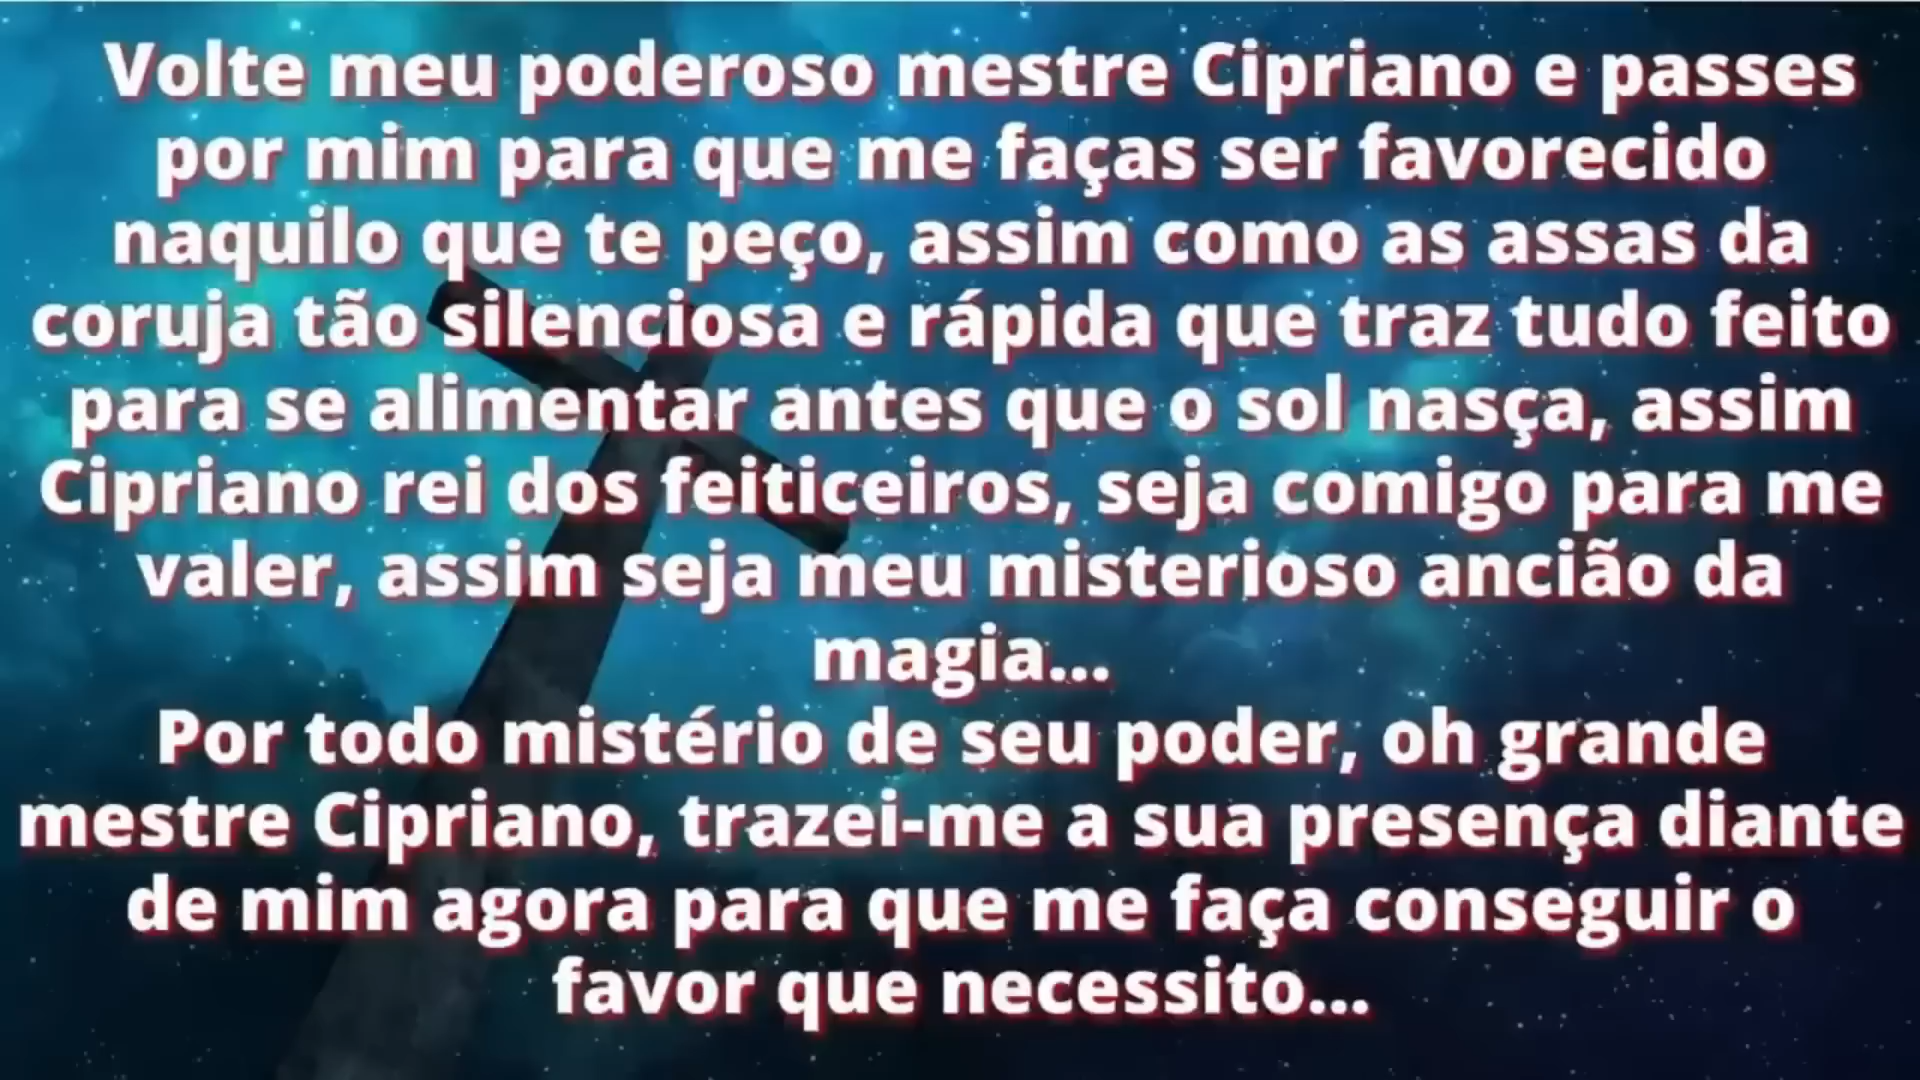 Volte meu poderoso mestre Cipriano e passes
por mim para que me faças ser favorecido
naquilo que te peço, assim como as assas da
coruja tão silenciosa e rápida que traz tudo feito
para se alimentar antes que o sol nasça, assim
Cipriano rei dos feiticeiros, seja comigo para me
valer, assim seja meu misterioso ancião da
magia...
Por todo mistério de seu poder, oh grande
mestre Cipriano, trazei-me a sua presença diante
de mim agora para que me faça conseguir o
favor que necessito...